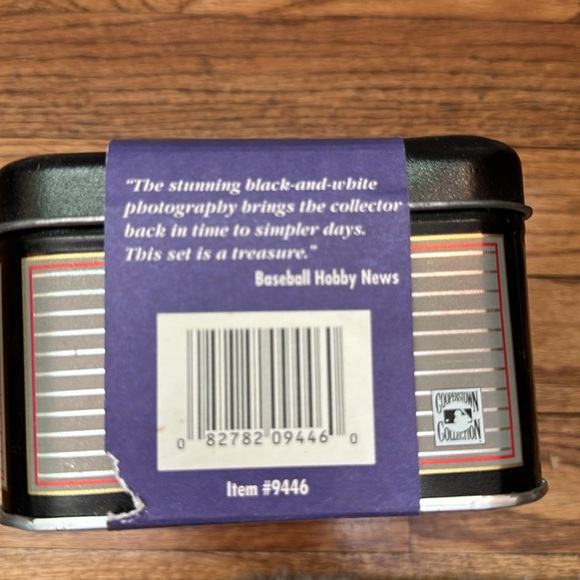 "The stunning black-and-white
photography brings the collector
back in time to simpler days.
This set is a treasure."
Baseball Hobby News
0 82782 09446 0
Item #9446
COOPERSTOWN
COLLECTION